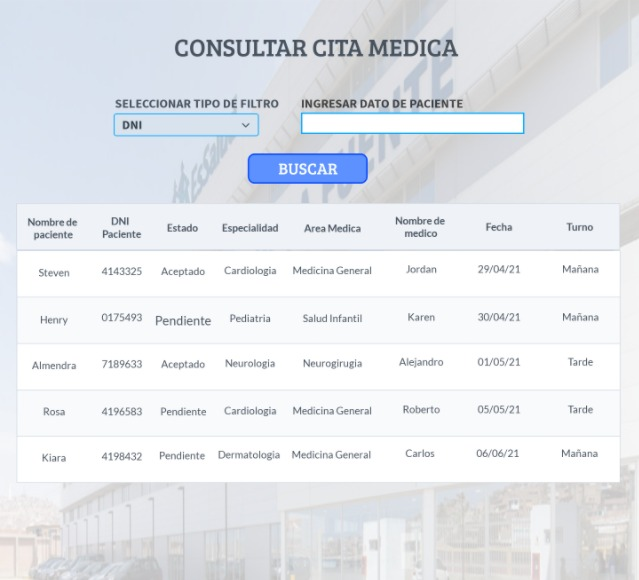 CONSULTAR CITA MEDICA
SELECCIONAR TIPO DE FILTRO INGRESAR DATO DE PACIENTE
DNI
BUSCAR
Nombre de paciente DNI Paciente Estado Especialidad Area Medica Nombre de medico Fecha Turno
Steven 4143325 Aceptado Cardiologia Medicina General Jordan 29/04/21 Mañana
Henry 0175493 Pendiente Pediatria Salud Infantil Karen 30/04/21 Mañana
Almendra 7189633 Aceptado Neurologia Neurogirugia Alejandro 01/05/21 Tarde
Rosa 4196583 Pendiente Cardiologia Medicina General Roberto 05/05/21 Tarde
Kiara 4198432 Pendiente Dermatologia Medicina General Carlos 06/06/21 Mañana